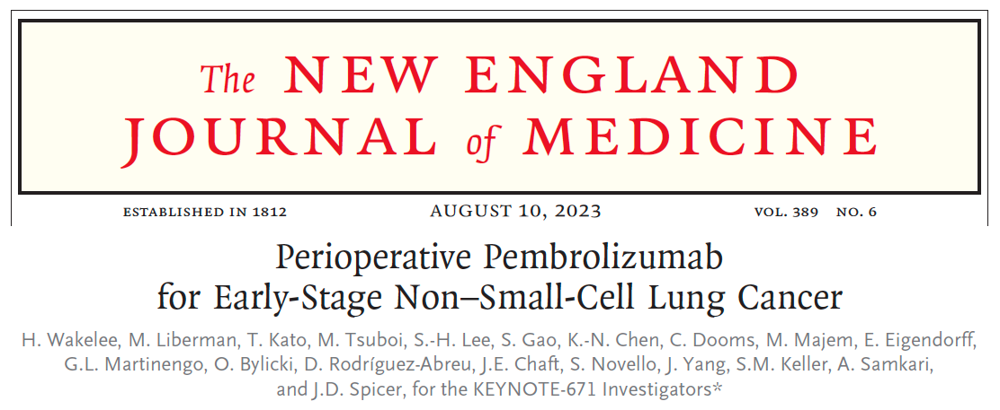 The NEW ENGLAND
JOURNAL of MEDICINE
ESTABLISHED IN 1812 AUGUST 10, 2023 VOL. 389 NO. 6
Perioperative Pembrolizumab
for Early-Stage Non–Small-Cell Lung Cancer
H. Wakelee, M. Liberman, T. Kato, M. Tsuboi, S.-H. Lee, S. Gao, K.-N. Chen, C. Dooms, M. Majem, E. Eigendorff,
G.L. Martinengo, O. Bylicki, D. Rodríguez-Abreu, J.E. Chaft, S. Novello, J. Yang, S.M. Keller, A. Samkari,
and J.D. Spicer, for the KEYNOTE-671 Investigators*